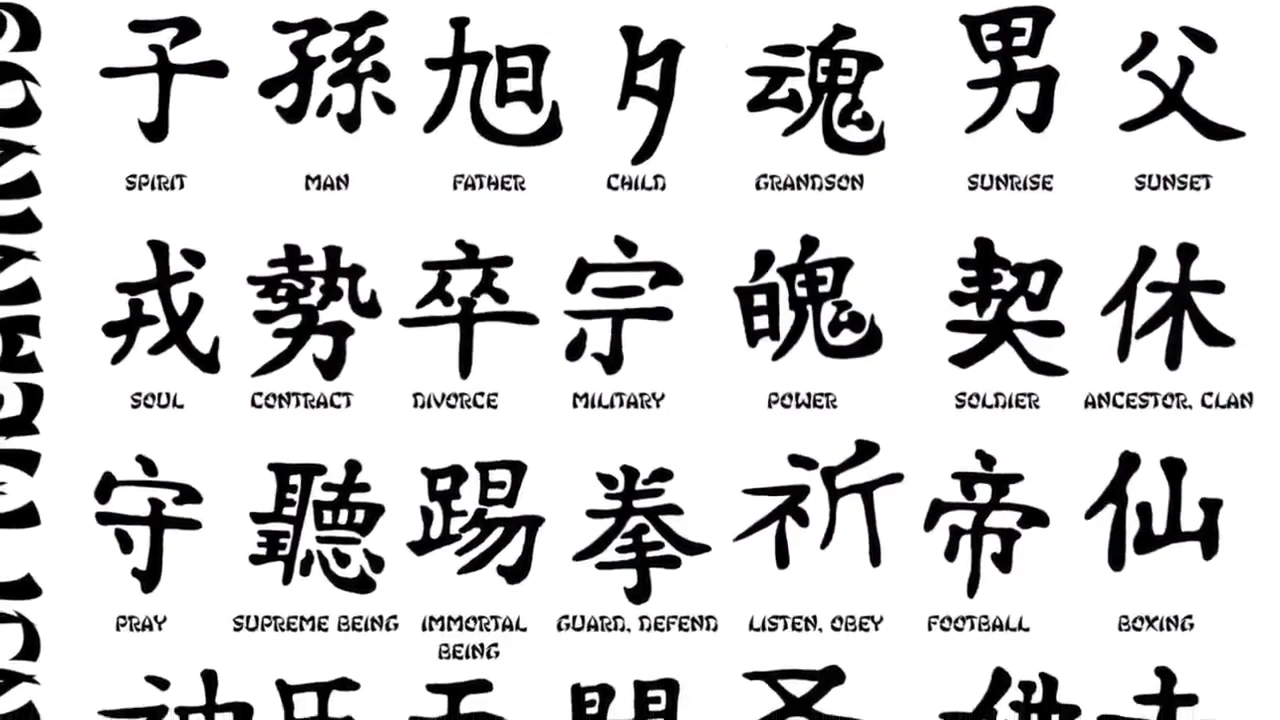 子 孫 旭 夕 魂 男 父
SPIRIT MAN FATHER CHILD GRANDSON SUNRISE SUNSET
戎 勢 卒 宗 魄 契 休
SOUL CONTRACT DIVORCE MILITARY POWER SOLDIER ANCESTOR, CLAN
守 聽 踢 拳 祈 帝 仙
PRAY SUPREME BEING IMMORTAL GUARD, DEFEND LISTEN, OBEY FOOTBALL BOXING
BEING